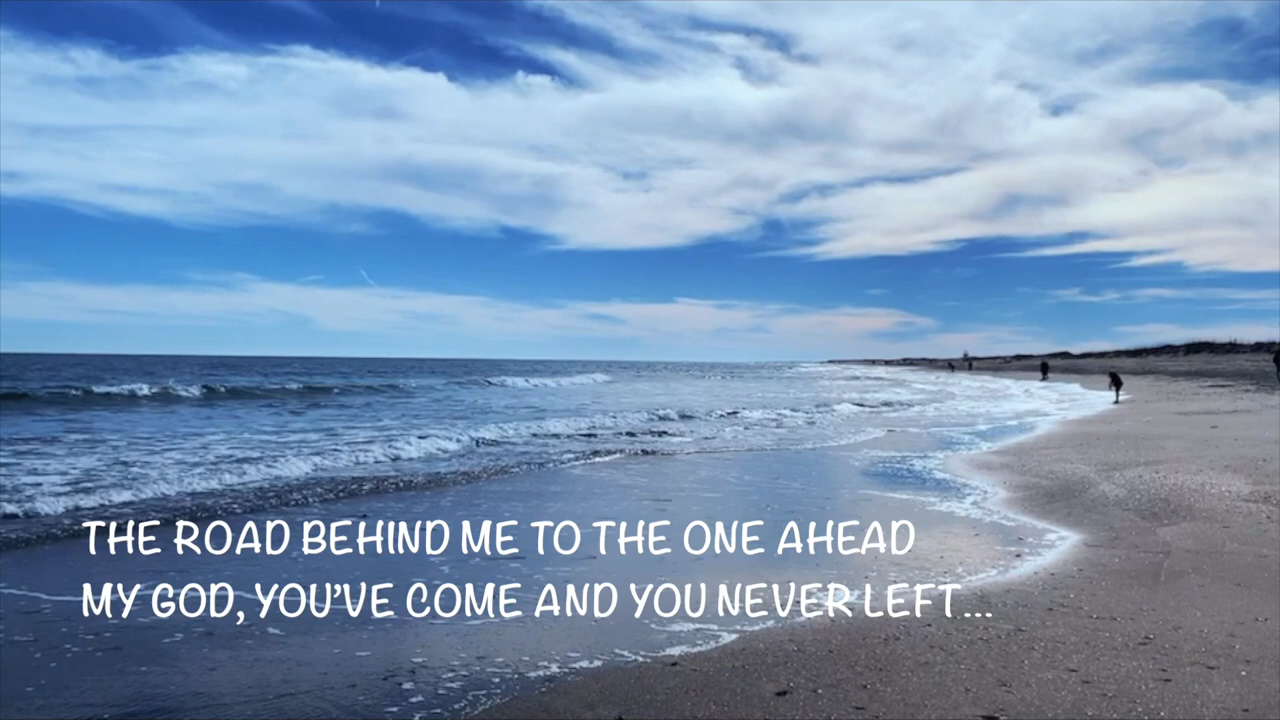 THE ROAD BEHIND ME TO THE ONE AHEAD
MY GOD, YOU’VE COME AND YOU NEVER LEFT...